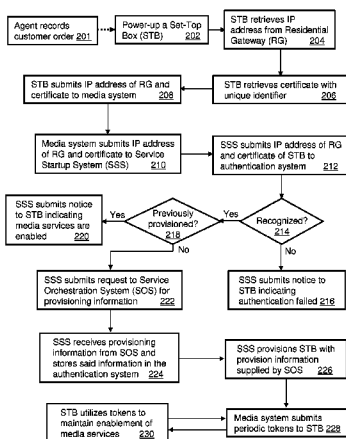 Agent records
customer order 201
Power-up a Set-Top
Box (STB) 202
STB retrieves IP
address from Residential
Gateway (RG) 204
STB submits IP address of RG and
certificate to media system 208
STB retrieves certificate with
unique identifier 206
Media system submits IP address
of RG and certificate to Service
Startup System (SSS) 210
SSS submits IP address of RG
and certificate of STB to
authentication system 212
SSS submits notice
to STB indicating
media services are
enabled 220
Yes
Previously
provisioned?
218
Yes
Recognized?
214
No
No
SSS submits request to Service
Orchestration System (SOS) for
provisioning information 222
SSS submits notice to
STB indicating
authentication failed 216
SSS receives provisioning
information from SOS and
stores said information in the
authentication system 224
SSS provisions STB with
provision information
supplied by SOS 226
STB utilizes tokens to
maintain enablement of
media services 230
Media system submits
periodic tokens to STB 228